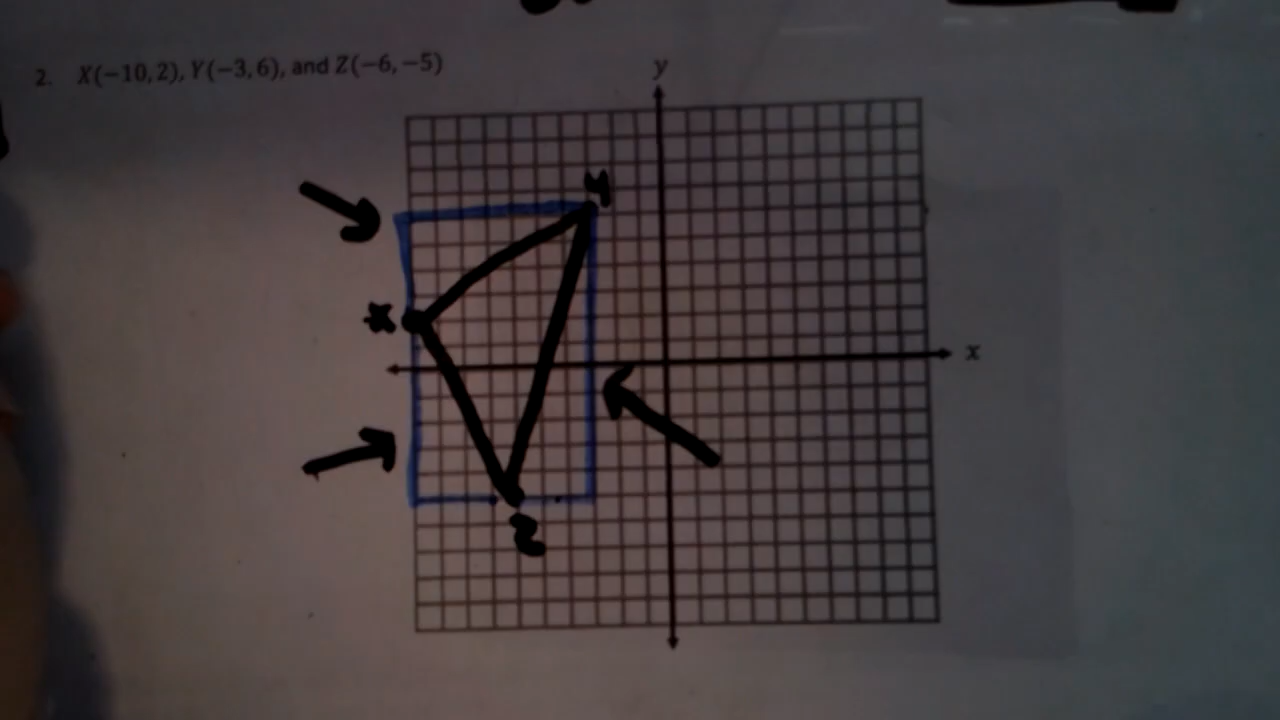 2. X(−10,2), Y(−3,6), and Z(−6,−5)
y
Y
X
x
Z